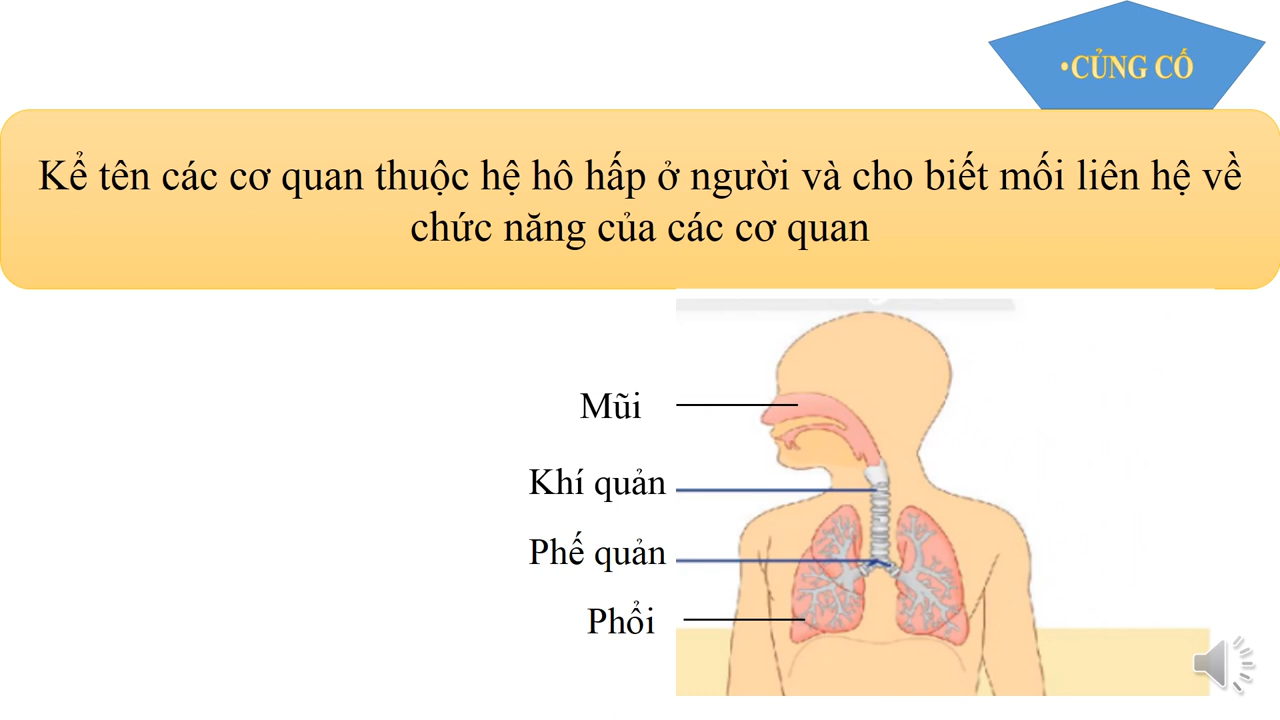 •CỦNG CỐ
Kể tên các cơ quan thuộc hệ hô hấp ở người và cho biết mối liên hệ về
chức năng của các cơ quan
Mũi
Khí quản
Phế quản
Phổi